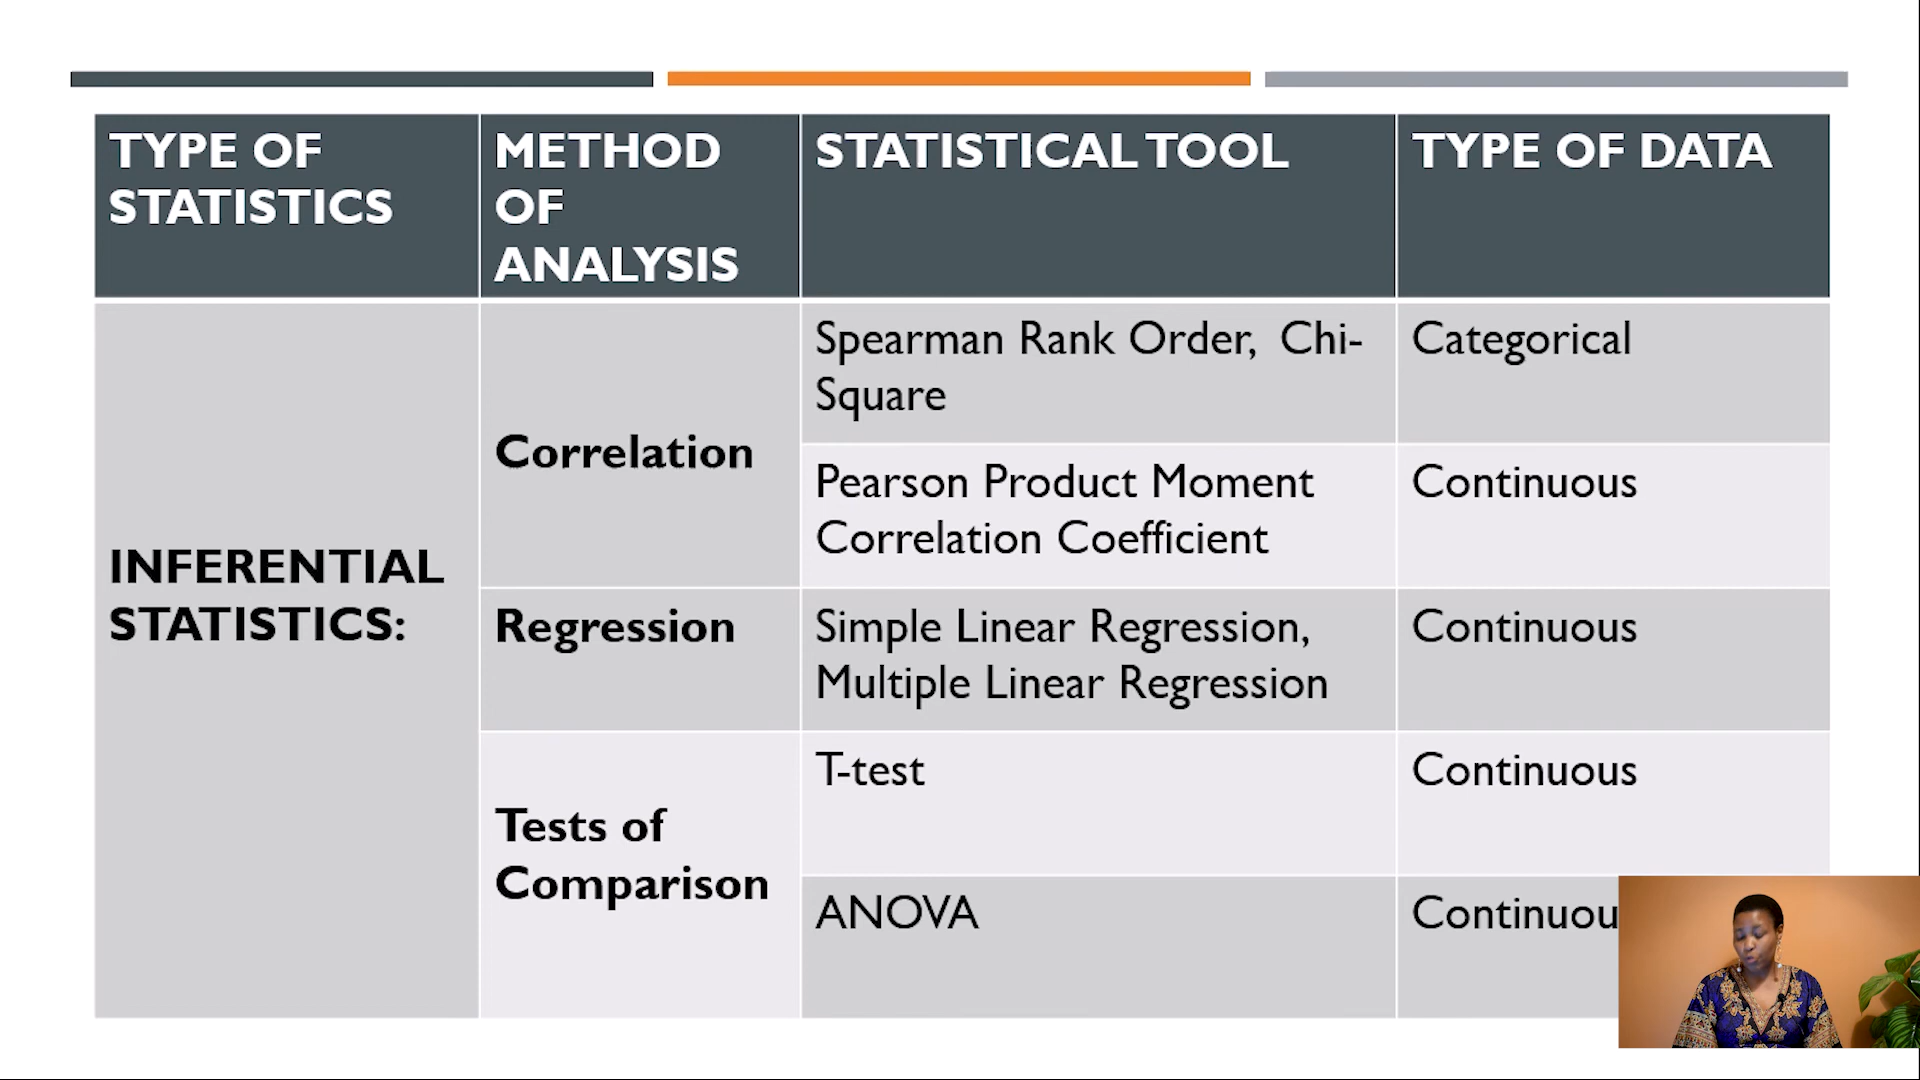 TYPE OF
STATISTICS
METHOD
OF
ANALYSIS
STATISTICAL TOOL
TYPE OF DATA
INFERENTIAL
STATISTICS:
Correlation
Spearman Rank Order,  Chi-
Square
Categorical
Pearson Product Moment
Correlation Coefficient
Continuous
Regression
Simple Linear Regression,
Multiple Linear Regression
Continuous
Tests of
Comparison
T-test
Continuous
ANOVA
Continuou